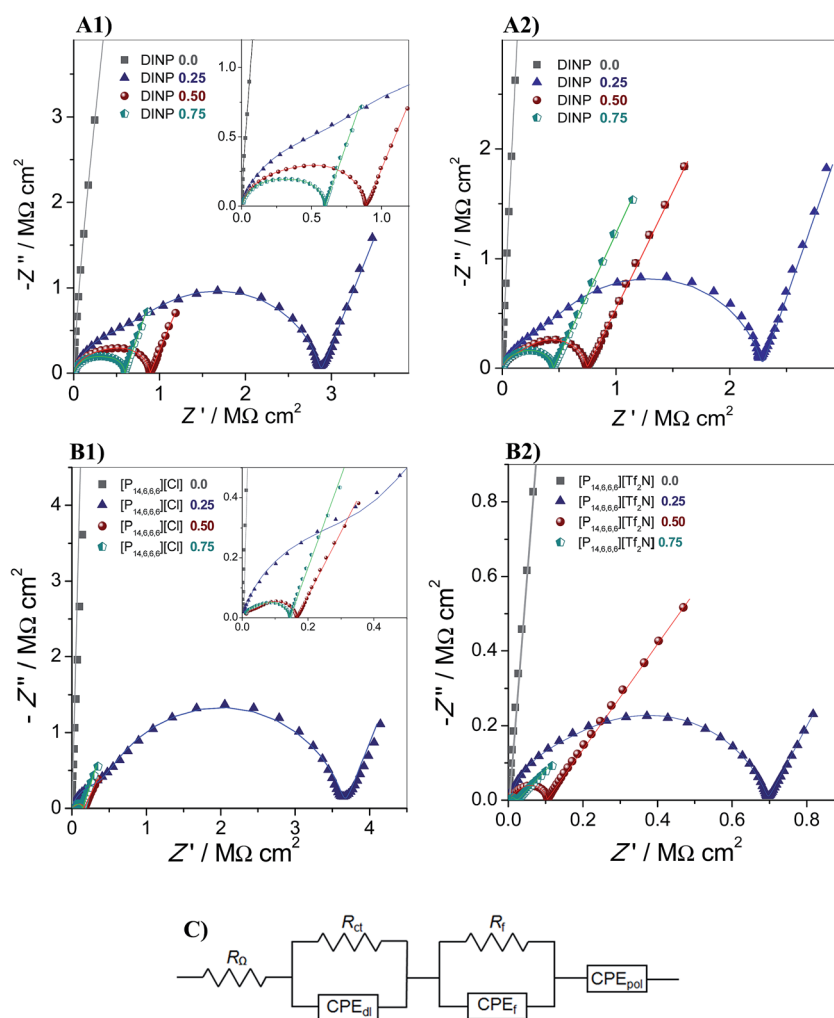 A1)
DINP 0.0
DINP 0.25
DINP 0.50
DINP 0.75
-Z'' / MΩ cm²
3
2
1
0
0 1 2 3
Z' / MΩ cm²
1.0
0.5
0.0
0.0 0.5 1.0
A2)
DINP 0.0
DINP 0.25
DINP 0.50
DINP 0.75
-Z'' / MΩ cm²
2
1
0
0 1 2
Z' / MΩ cm²
B1)
[P14,6,6,6][Cl] 0.0
[P14,6,6,6][Cl] 0.25
[P14,6,6,6][Cl] 0.50
[P14,6,6,6][Cl] 0.75
- Z'' / MΩ cm²
4
3
2
1
0
0 1 2 3 4
Z' / MΩ cm²
0.4
0.2
0.0
0.0 0.2 0.4
B2)
[P14,6,6,6][Tf2N] 0.0
[P14,6,6,6][Tf2N] 0.25
[P14,6,6,6][Tf2N] 0.50
[P14,6,6,6][Tf2N] 0.75
-Z'' / MΩ cm²
0.8
0.6
0.4
0.2
0.0
0.0 0.2 0.4 0.6 0.8
Z' / MΩ cm²
C)
RΩ
Rct
CPEdl
Rf
CPEf
CPEpol